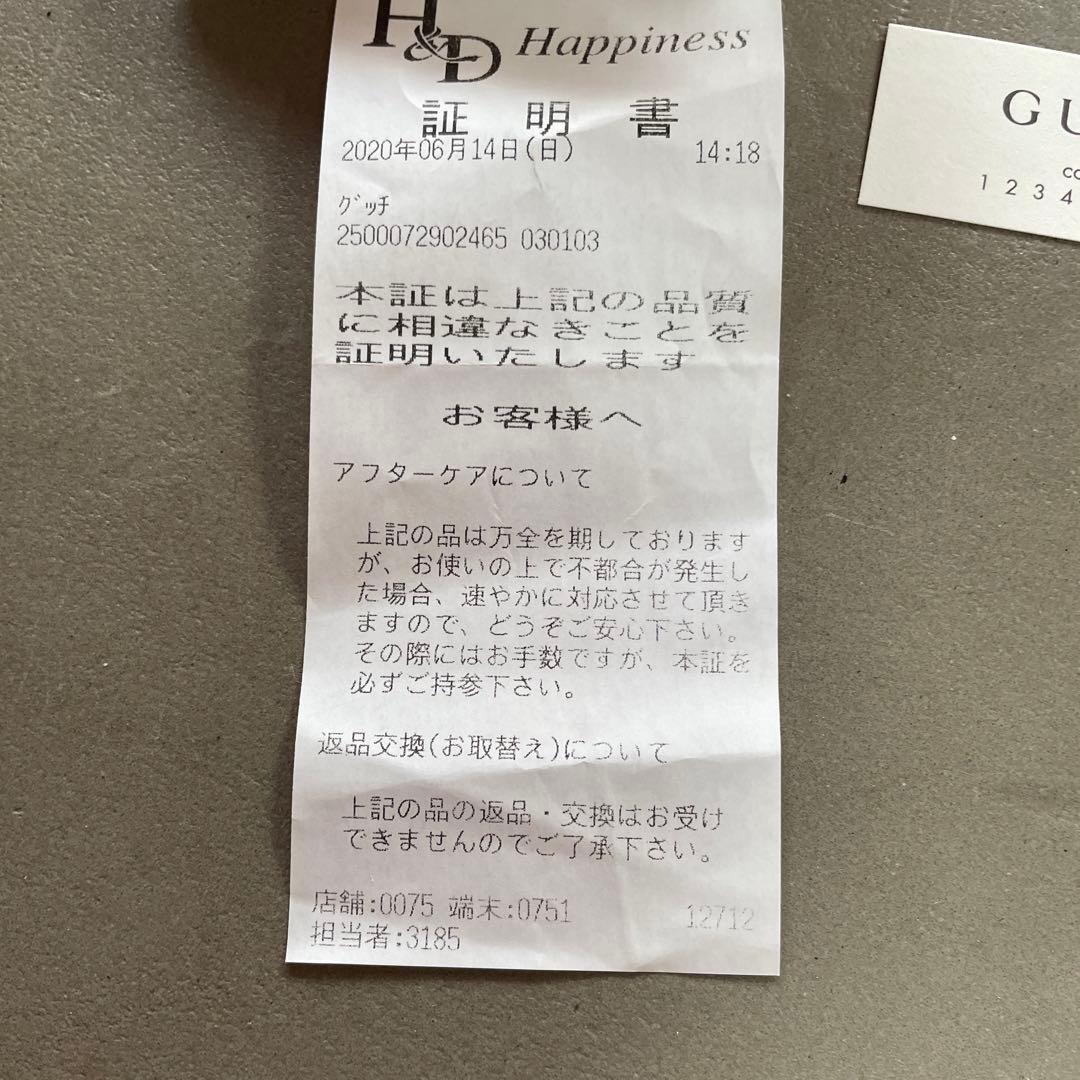 H&D Happiness
証明書
2020年06月14日(日) 14:18
グッチ
2500072902465 030103
本証は上記の品質
に相違なきことを
証明いたします
お客様へ
アフターケアについて
上記の品は万全を期しております
が、お使いの上で不都合が発生し
た場合、速やかに対応させて頂き
ますので、どうぞご安心下さい。
その際にはお手数ですが、本証を
必ずご持参下さい。
返品交換(お取替え)について
上記の品の返品・交換はお受け
できませんのでご了承下さい。
店舗:0075 端末:0751 12712
担当者:3185
GU
co
1234